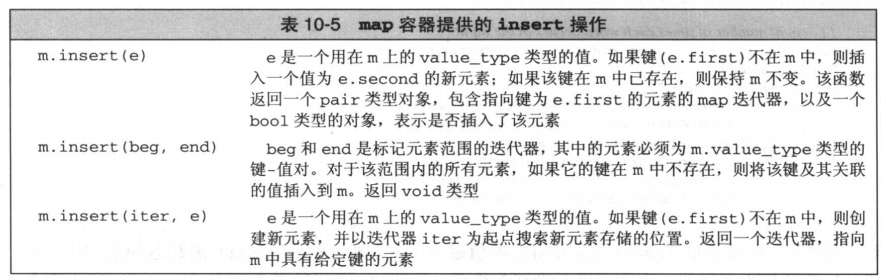 表 10-5 map 容器提供的 insert 操作
m.insert(e) e 是一个用在 m 上的 value_type 类型的值。如果键(e.first)不在 m 中，则插
入一个值为 e.second 的新元素；如果该键在 m 中已存在，则保持 m 不变。该函数
返回一个 pair 类型对象，包含指向键为 e.first 的元素的 map 迭代器，以及一个
bool 类型的对象，表示是否插入了该元素
m.insert(beg, end) beg 和 end 是标记元素范围的迭代器，其中的元素必须为 m.value_type 类型的
键-值对。对于该范围内的所有元素，如果它的键在 m 中不存在，则将该键及其关联
的值插入到 m。返回 void 类型
m.insert(iter, e) e 是一个用在 m 上的 value_type 类型的值。如果键(e.first)不在 m 中，则创
建新元素，并以迭代器 iter 为起点搜索新元素存储的位置。返回一个迭代器，指向
m 中具有给定键的元素